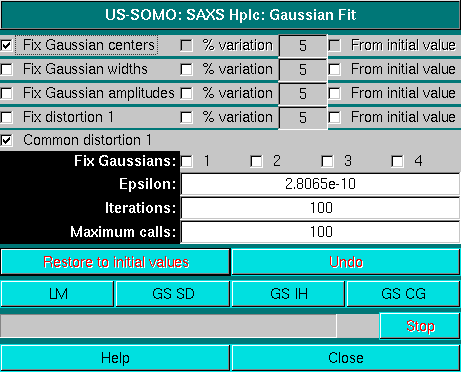 US-SOMO: SAXS Hplc: Gaussian Fit
Fix Gaussian centers % variation 5 From initial value
Fix Gaussian widths % variation 5 From initial value
Fix Gaussian amplitudes % variation 5 From initial value
Fix distortion 1 % variation 5 From initial value
Common distortion 1
Fix Gaussians: 1 2 3 4
Epsilon: 2.8065e-10
Iterations: 100
Maximum calls: 100
Restore to initial values Undo
LM GS SD GS IH GS CG
Stop
Help Close